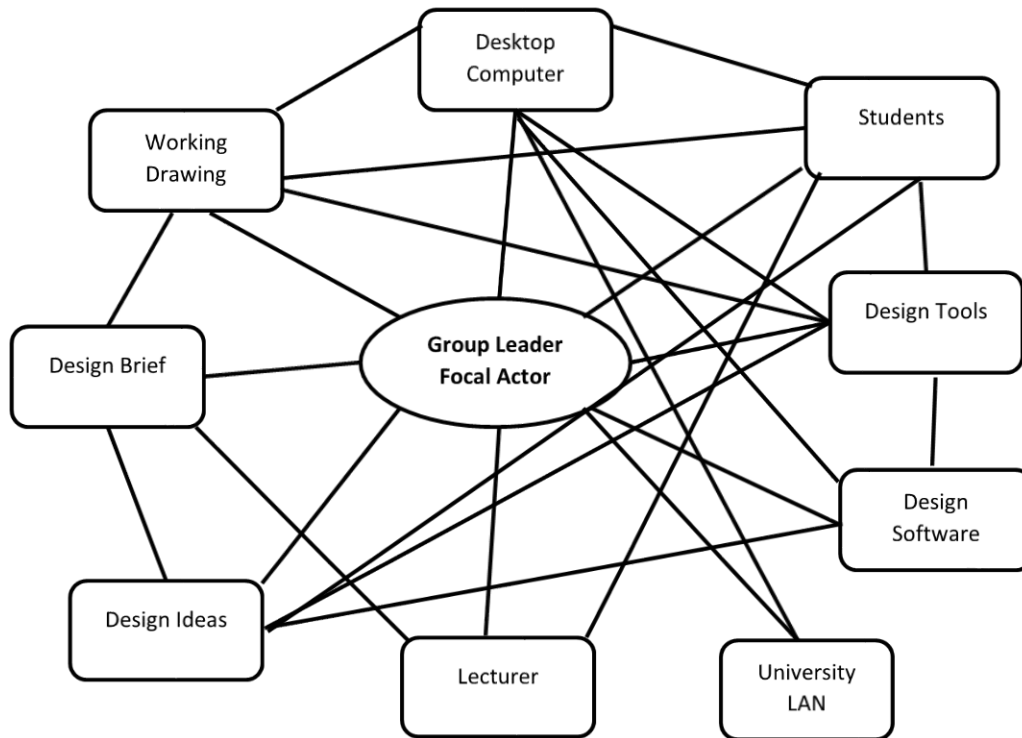 Desktop
Computer
Students
Working
Drawing
Design Tools
Group Leader
Focal Actor
Design Brief
Design
Software
Design Ideas
Lecturer
University
LAN